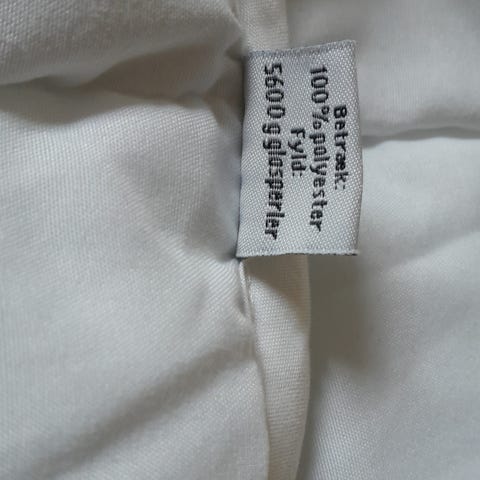 Betræk:
100% polyester
Fyld:
5600 g glasperler